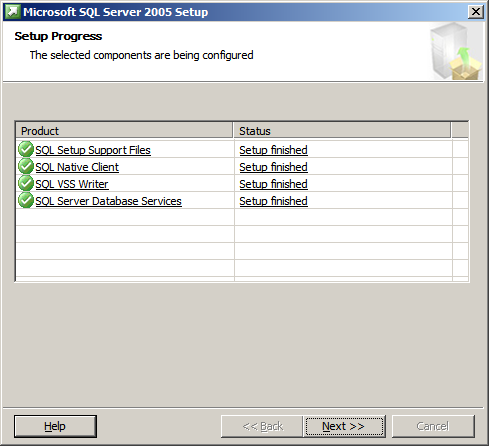 Microsoft SQL Server 2005 Setup
Setup Progress
The selected components are being configured
Product Status
SQL Setup Support Files Setup finished
SQL Native Client Setup finished
SQL VSS Writer Setup finished
SQL Server Database Services Setup finished
Help << Back Next >> Cancel